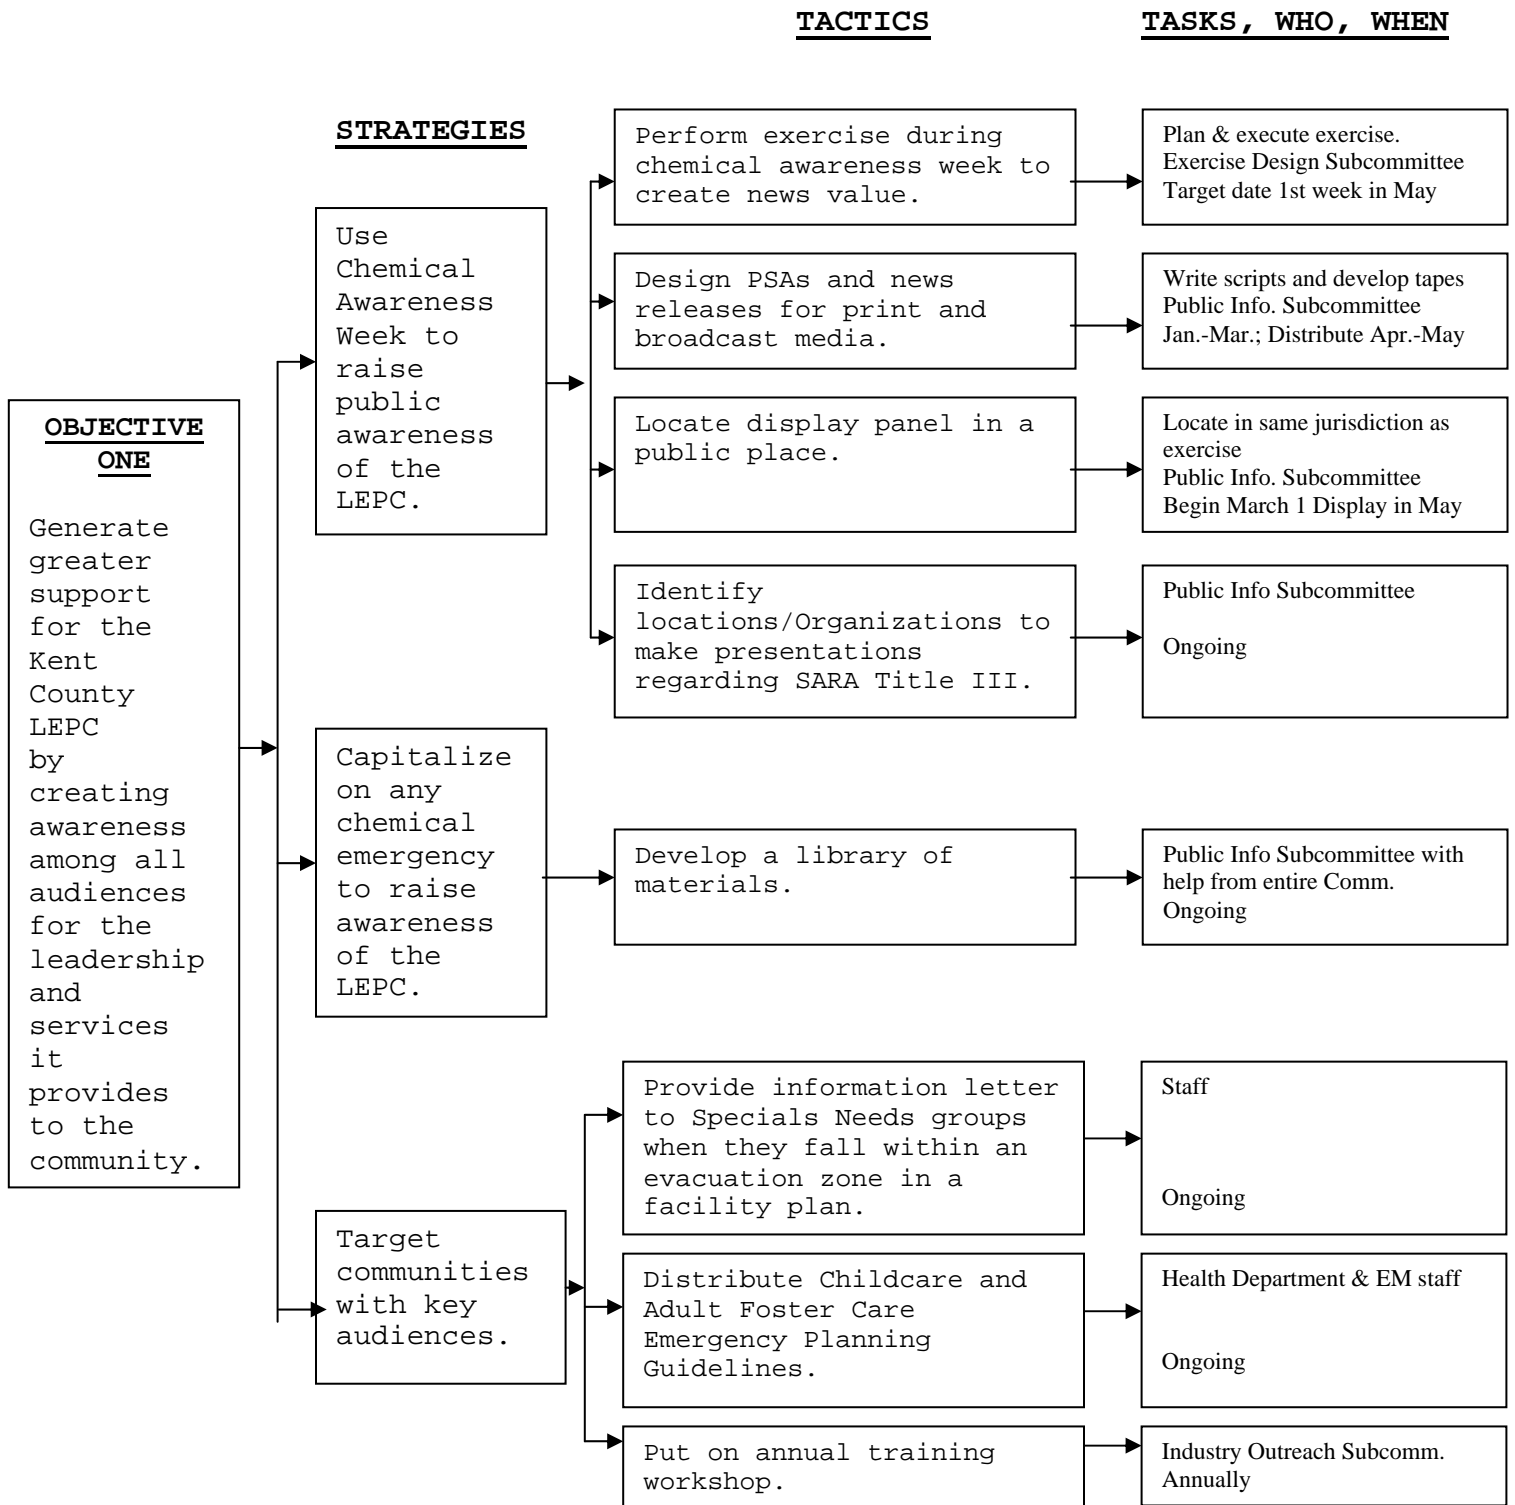 TACTICS
TASKS, WHO, WHEN
STRATEGIES
OBJECTIVE
ONE
Generate
greater
support
for the
Kent
County
LEPC
by
creating
awareness
among all
audiences
for the
leadership
and
services
it
provides
to the
community.
Use
Chemical
Awareness
Week to
raise
public
awareness
of the
LEPC.
Perform exercise during
chemical awareness week to
create news value.
Plan & execute exercise.
Exercise Design Subcommittee
Target date 1st week in May
Design PSAs and news
releases for print and
broadcast media.
Write scripts and develop tapes
Public Info. Subcommittee
Jan.-Mar.; Distribute Apr.-May
Locate display panel in a
public place.
Locate in same jurisdiction as
exercise
Public Info. Subcommittee
Begin March 1 Display in May
Identify
locations/Organizations to
make presentations
regarding SARA Title III.
Public Info Subcommittee
Ongoing
Capitalize
on any
chemical
emergency
to raise
awareness
of the
LEPC.
Develop a library of
materials.
Public Info Subcommittee with
help from entire Comm.
Ongoing
Target
communities
with key
audiences.
Provide information letter
to Specials Needs groups
when they fall within an
evacuation zone in a
facility plan.
Staff
Ongoing
Distribute Childcare and
Adult Foster Care
Emergency Planning
Guidelines.
Health Department & EM staff
Ongoing
Put on annual training
workshop.
Industry Outreach Subcomm.
Annually